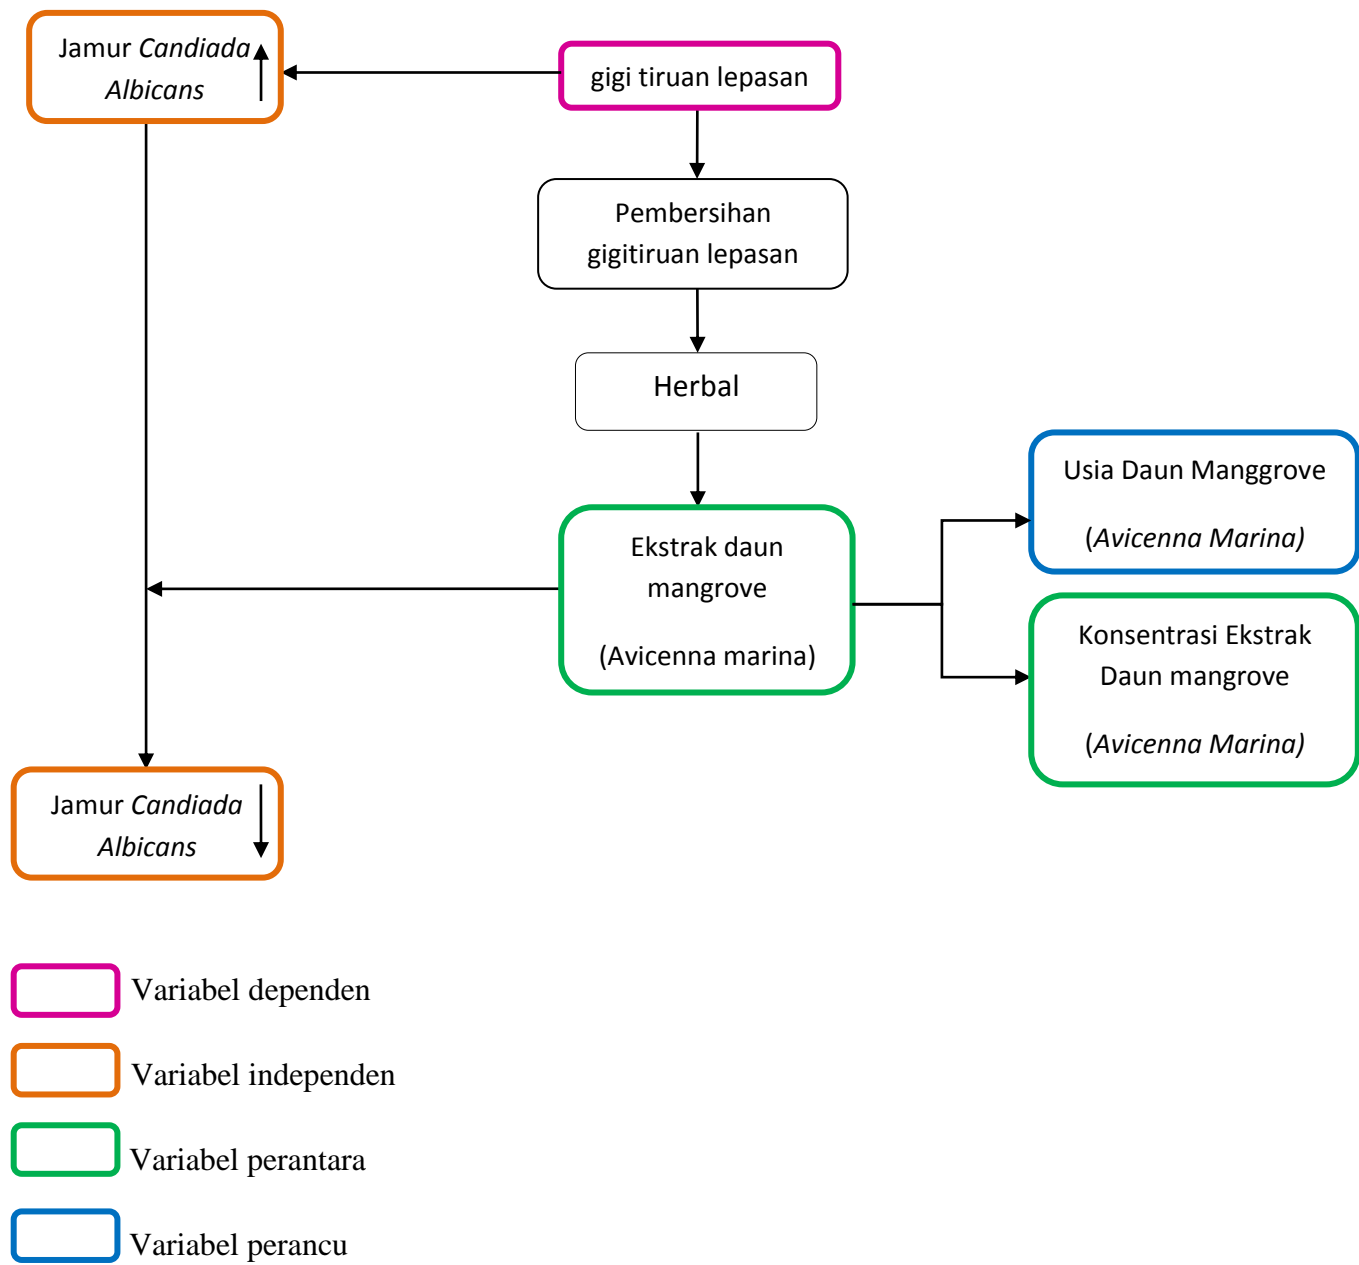 Jamur Candiada
Albicans
gigi tiruan lepasan
Pembersihan
gigitiruan lepasan
Herbal
Usia Daun Manggrove
(Avicenna Marina)
Ekstrak daun
mangrove
(Avicenna marina)
Konsentrasi Ekstrak
Daun mangrove
(Avicenna Marina)
Jamur Candiada
Albicans
Variabel dependen
Variabel independen
Variabel perantara
Variabel perancu